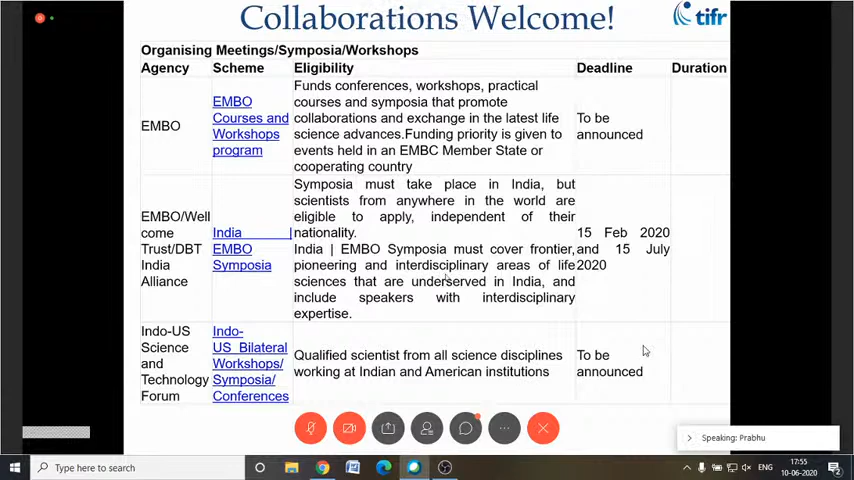 Collaborations Welcome!
tifr
Organising Meetings/Symposia/Workshops
Agency Scheme Eligibility Deadline Duration
EMBO
EMBO
Courses and
Workshops
program
Funds conferences, workshops, practical
courses and symposia that promote
collaborations and exchange in the latest life
science advances.Funding priority is given to
events held in an EMBC Member State or
cooperating country
To be
announced
EMBO/Well
come
Trust/DBT
India
Alliance
India |
EMBO
Symposia
Symposia must take place in India, but
scientists from anywhere in the world are
eligible to apply, independent of their
nationality.
India | EMBO Symposia must cover frontier,
pioneering and interdisciplinary areas of life
sciences that are underserved in India, and
include speakers with interdisciplinary
expertise.
15 Feb 2020
and 15 July
2020
Indo-US
Science
and
Technology
Forum
Indo-
US Bilateral
Workshops/
Symposia/
Conferences
Qualified scientist from all science disciplines
working at Indian and American institutions
To be
announced
Speaking: Prabhu
Type here to search
ENG
17:55
10-06-2020
2